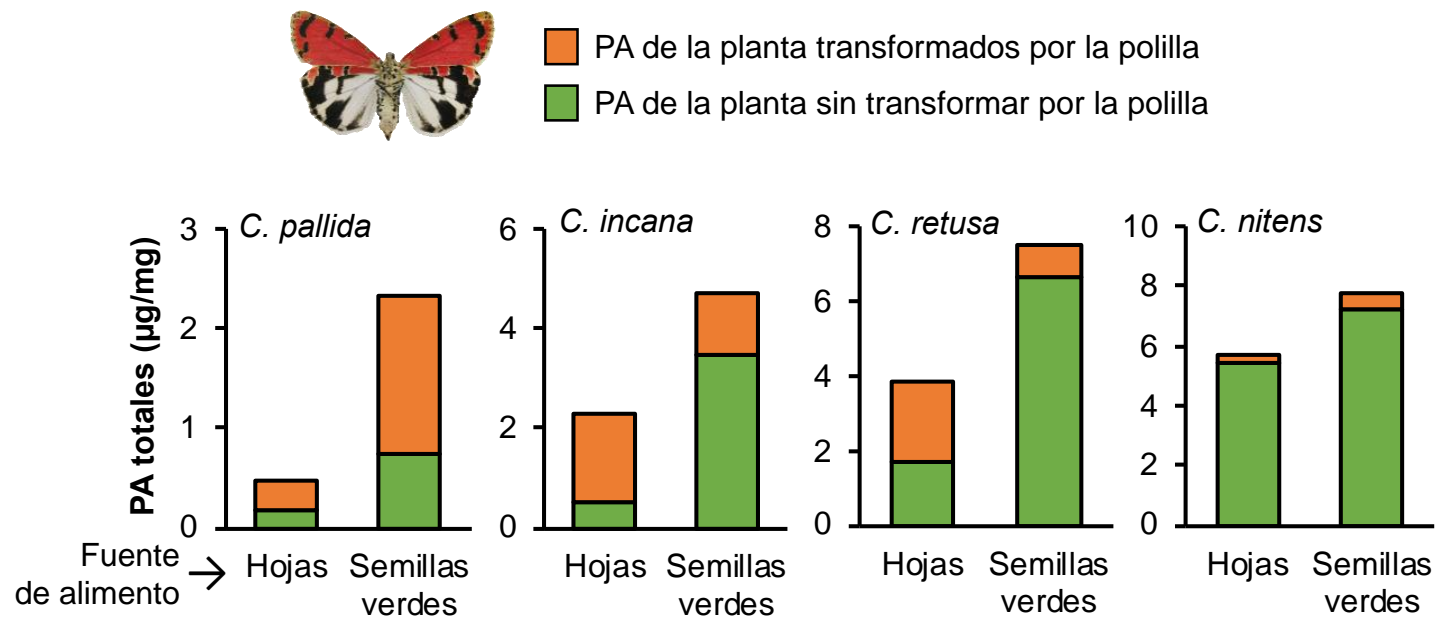 PA de la planta transformados por la polilla
PA de la planta sin transformar por la polilla
PA totales (µg/mg)
C. pallida
3
2
1
0
C. incana
6
4
2
0
C. retusa
8
6
4
2
0
C. nitens
10
8
6
4
2
0
Fuente
de alimento →
Hojas
Semillas
verdes
Hojas
Semillas
verdes
Hojas
Semillas
verdes
Hojas
Semillas
verdes